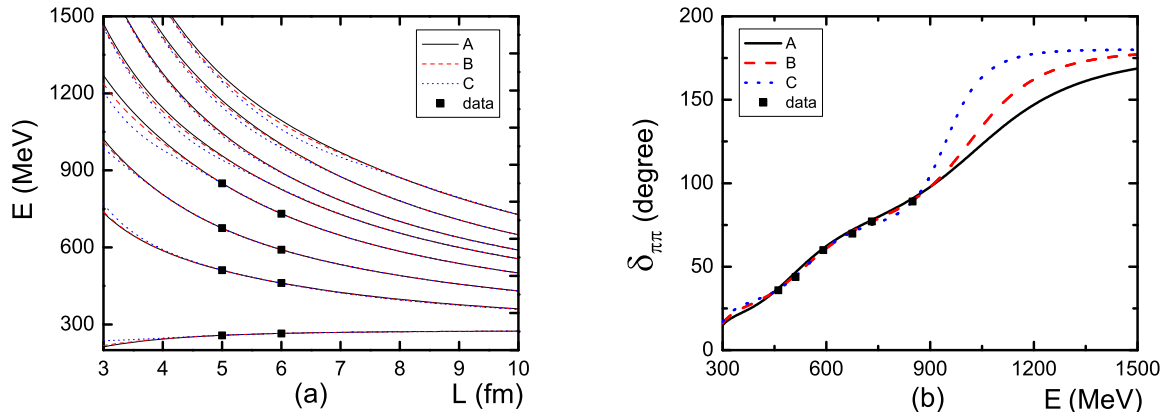 1500
1200
900
600
300
E (MeV)
A
B
C
data
3 4 5 6 7 8 9 10
(a)
L (fm)
200
150
100
50
0
δππ (degree)
A
B
C
data
300 600 900 1200 1500
(b)
E (MeV)